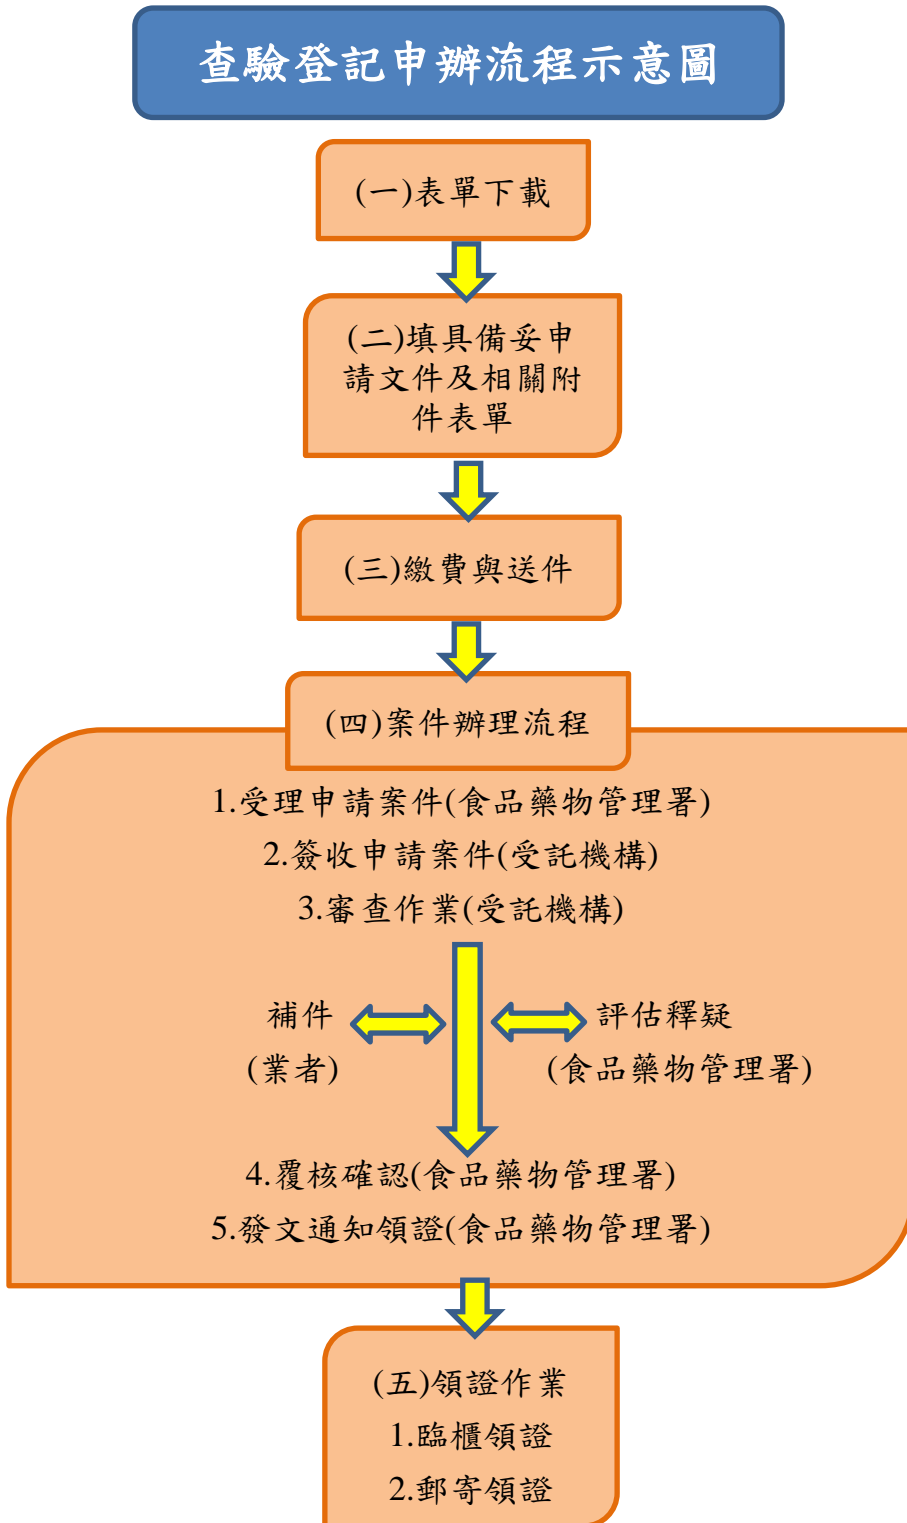 查驗登記申辦流程示意圖
(一)表單下載
(二)填具備妥申
請文件及相關附
件表單
(三)繳費與送件
(四)案件辦理流程
1.受理申請案件(食品藥物管理署)
2.簽收申請案件(受託機構)
3.審查作業(受託機構)
補件
(業者)
評估釋疑
(食品藥物管理署)
4.覆核確認(食品藥物管理署)
5.發文通知領證(食品藥物管理署)
(五)領證作業
1.臨櫃領證
2.郵寄領證